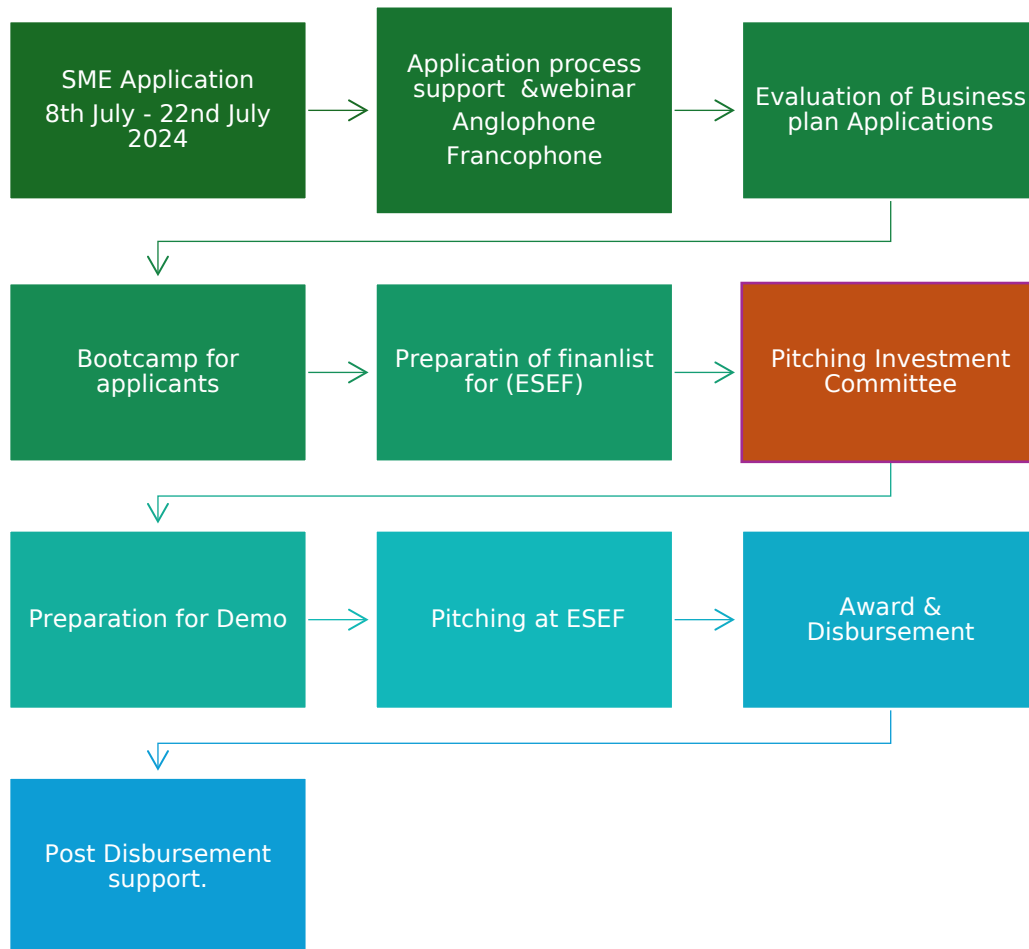 SME Application
8th July - 22nd July
2024
Application process
support  &webinar
Anglophone
Francophone
Evaluation of Business
plan Applications
Bootcamp for
applicants
Preparatin of finanlist
for (ESEF)
Pitching Investment
Committee
Preparation for Demo
Pitching at ESEF
Award &
Disbursement
Post Disbursement
support.